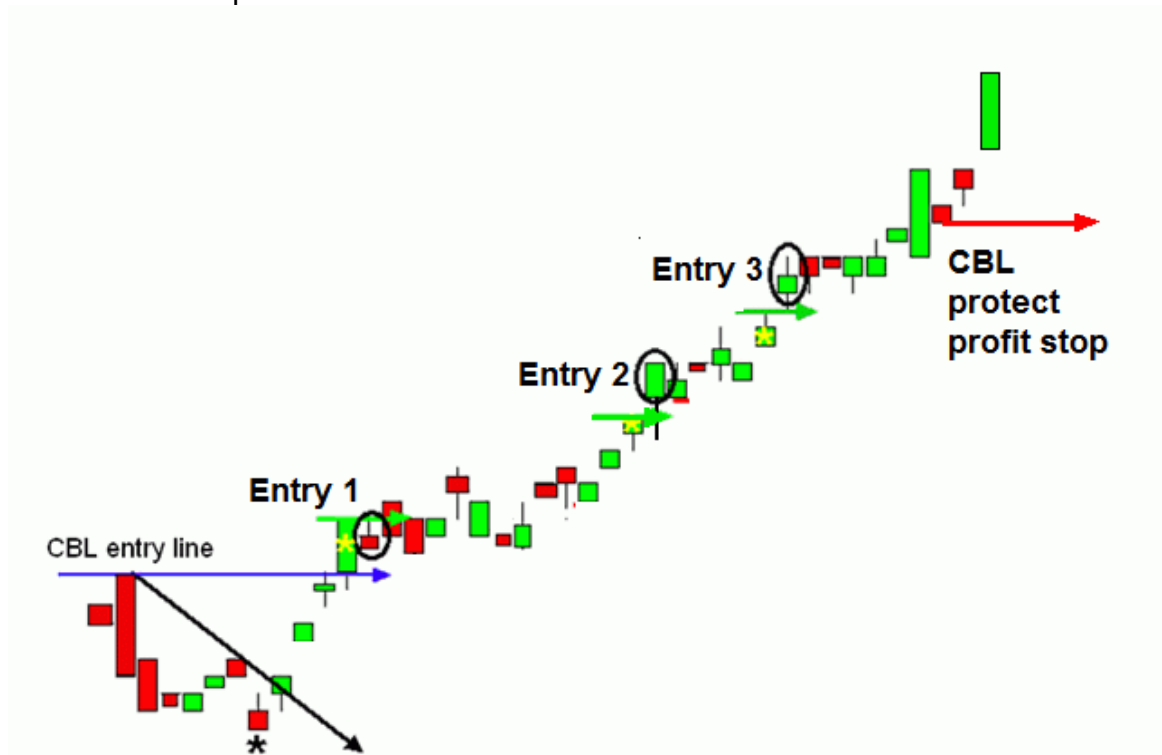 Entry 3
CBL
protect
profit stop
Entry 2
Entry 1
CBL entry line
*